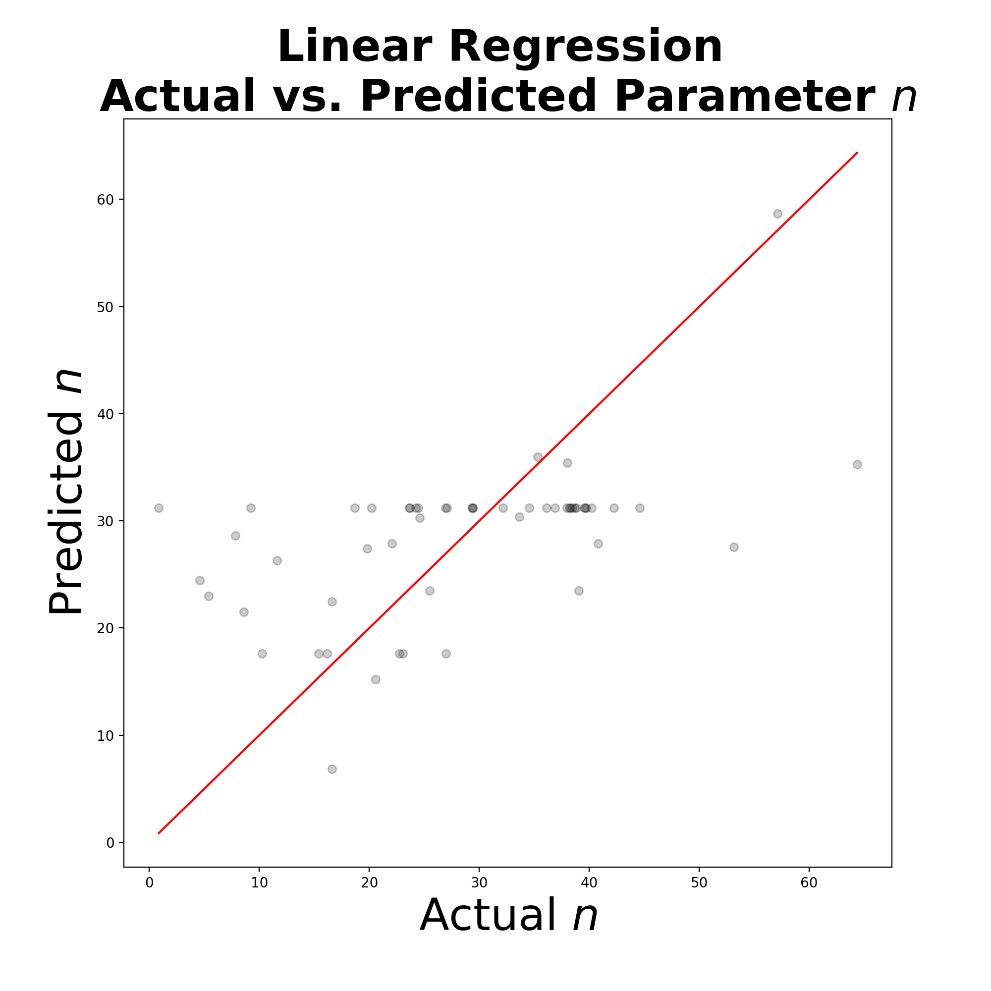 Linear Regression
Actual vs. Predicted Parameter n
Predicted n
60
50
40
30
20
10
0
0 10 20 30 40 50 60
Actual n